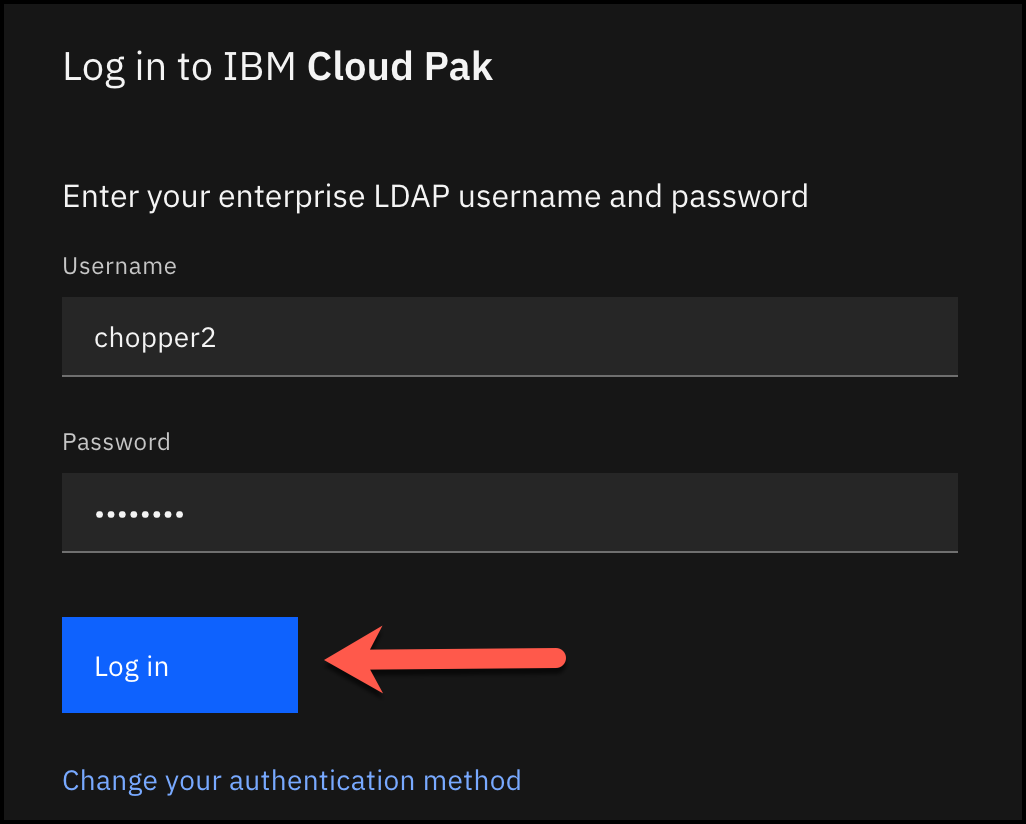 Log in to IBM Cloud Pak
Enter your enterprise LDAP username and password
Username
chopper2
Password
••••••••
Log in
Change your authentication method